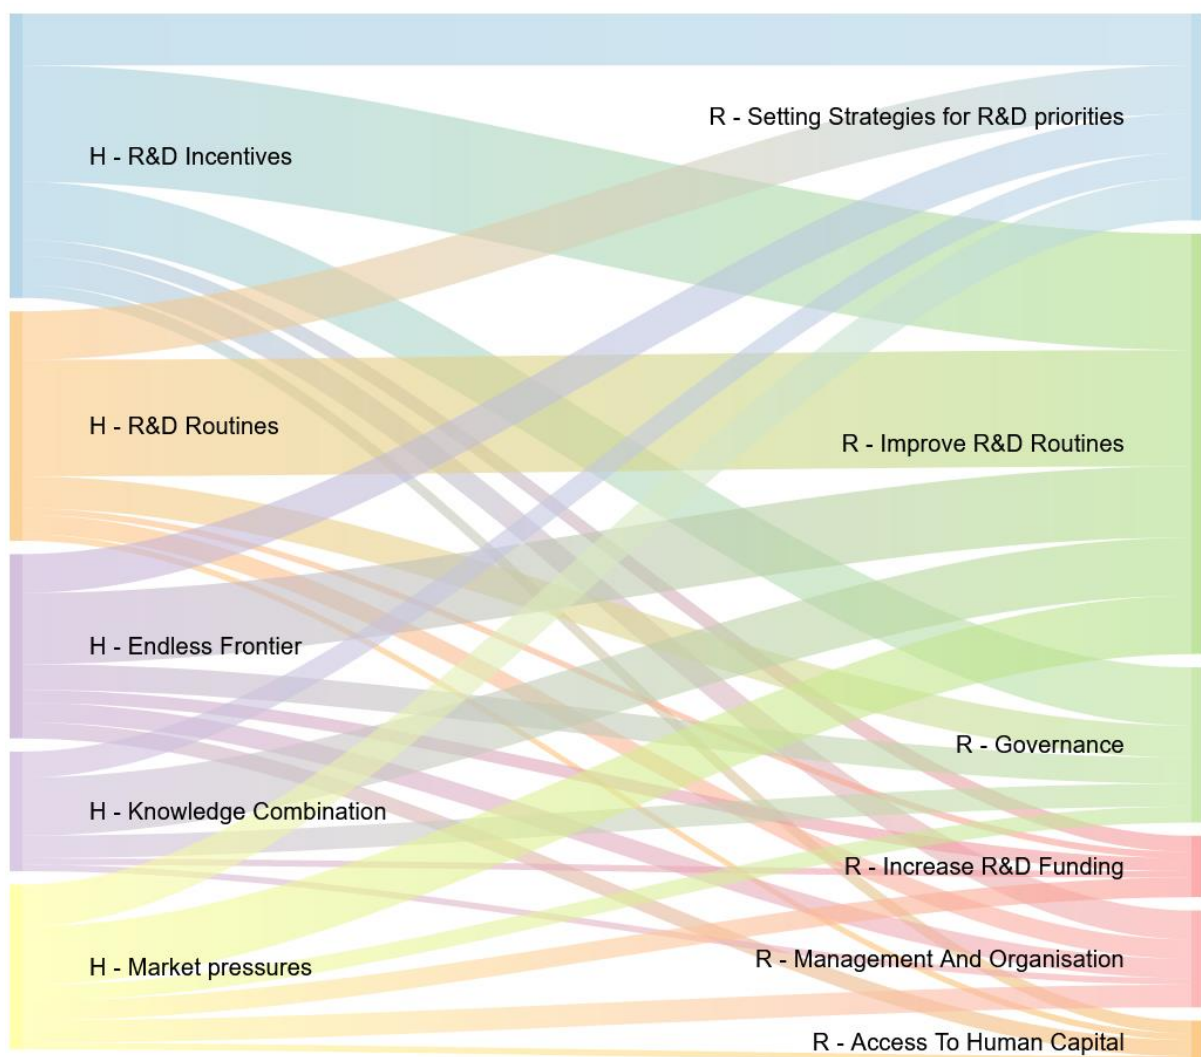 R - Setting Strategies for R&D priorities
H - R&D Incentives
H - R&D Routines
R - Improve R&D Routines
H - Endless Frontier
R - Governance
H - Knowledge Combination
R - Increase R&D Funding
R - Management And Organisation
H - Market pressures
R - Access To Human Capital